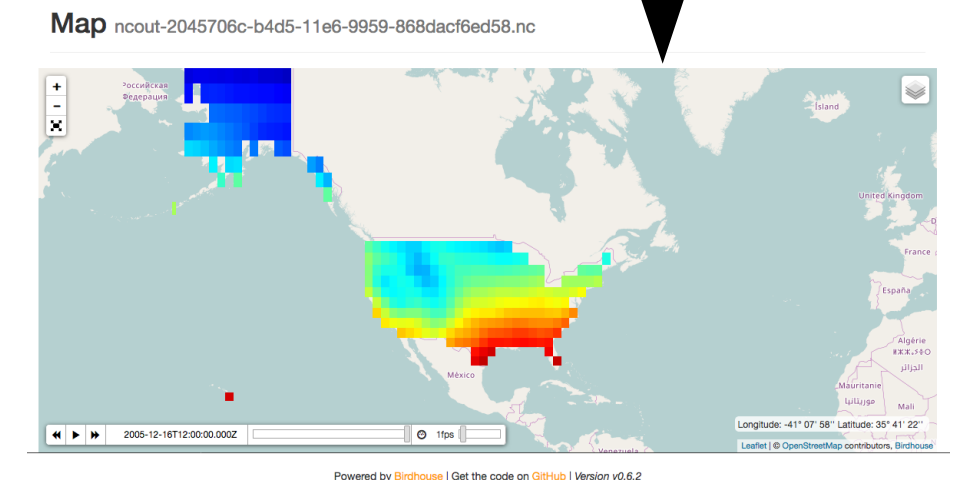 Map ncout-2045706c-b4d5-11e6-9959-868dacf6ed58.nc
+
−
Российская
Федерация
Ísland
United Kingdom
France
España
Algérie
الجزائر
Mauritanie
موريتانيا
Mali
México
Venezuela
2005-12-16T12:00:00.000Z
1fps
Longitude: -41° 07' 58'' Latitude: 35° 41' 22''
Leaflet | © OpenStreetMap contributors, Birdhouse
Powered by Birdhouse | Get the code on GitHub | Version v0.6.2